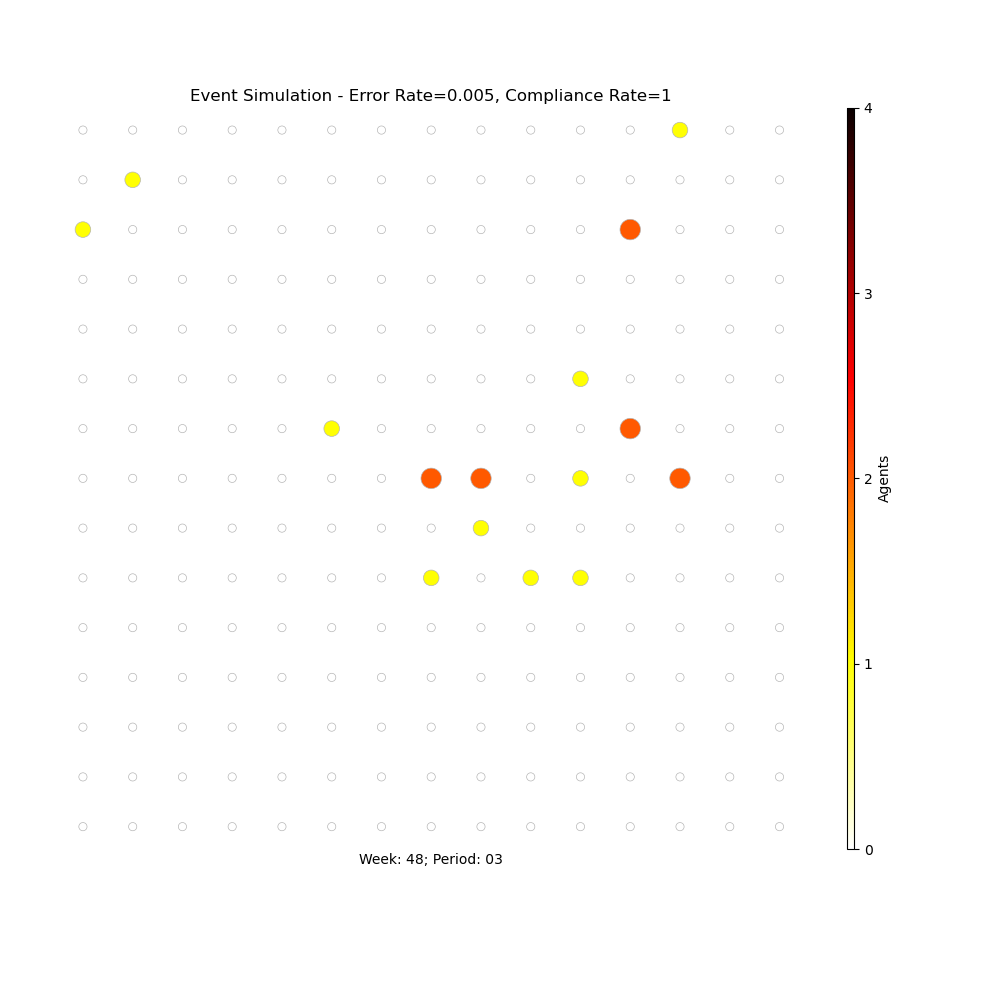 Event Simulation - Error Rate=0.005, Compliance Rate=1
4
3
2
1
0
Agents
Week: 48; Period: 03